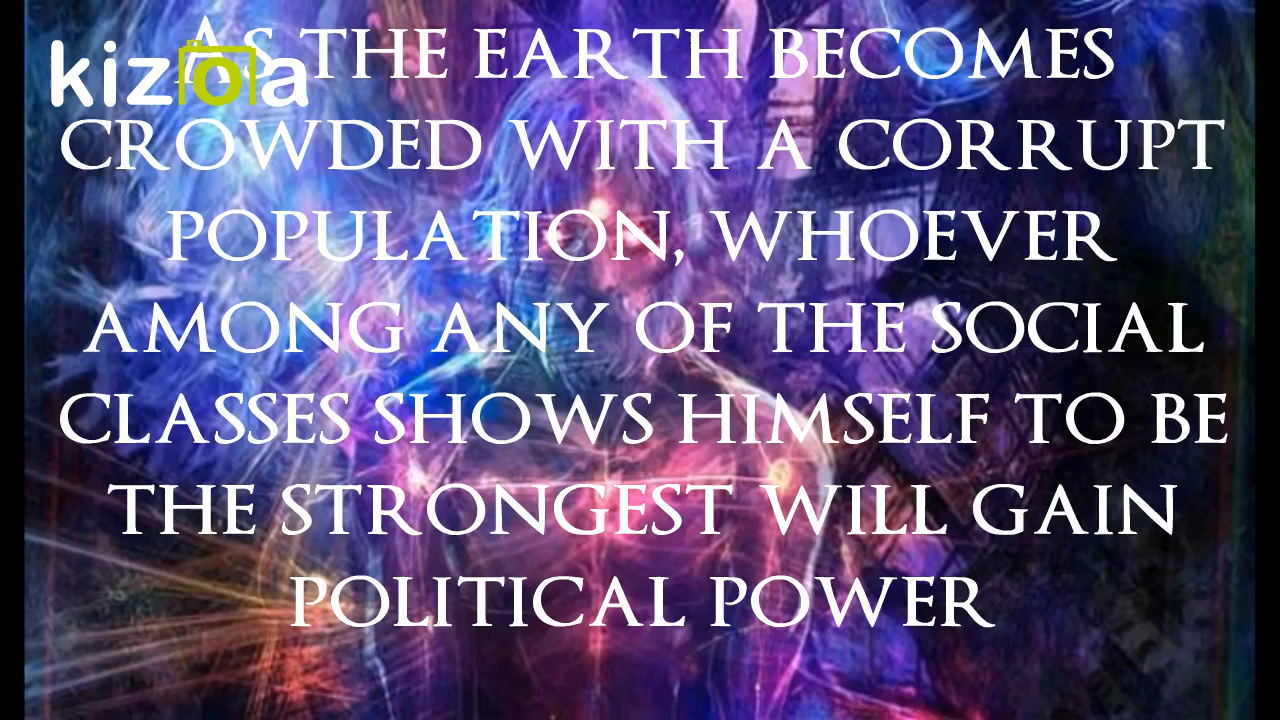 kizoa
AS THE EARTH BECOMES
CROWDED WITH A CORRUPT
POPULATION, WHOEVER
AMONG ANY OF THE SOCIAL
CLASSES SHOWS HIMSELF TO BE
THE STRONGEST WILL GAIN
POLITICAL POWER